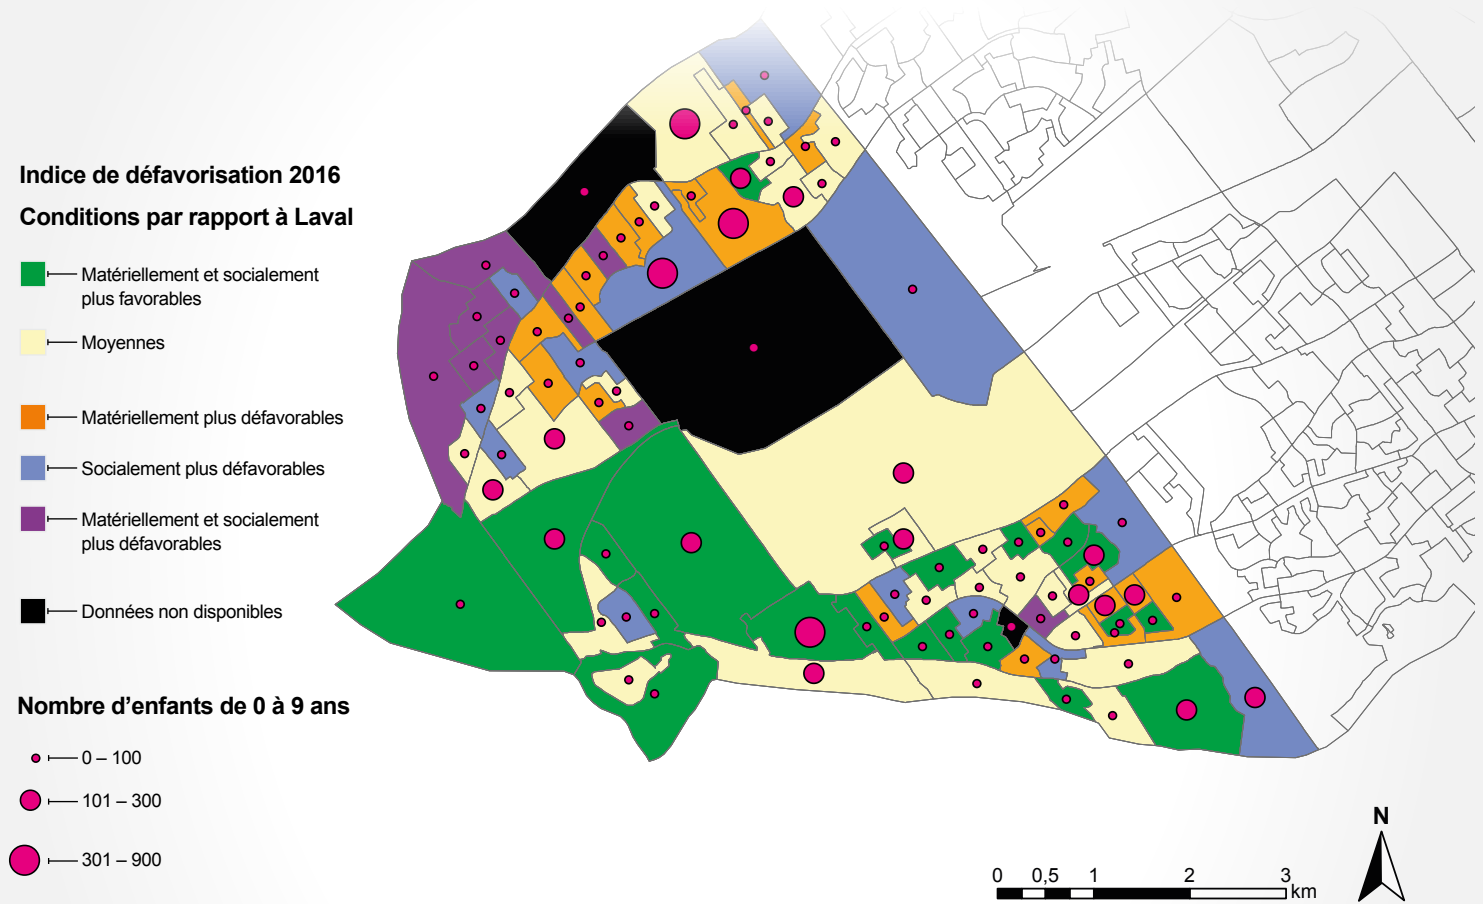 Indice de défavorisation 2016
Conditions par rapport à Laval
Matériellement et socialement
plus favorables
Moyennes
Matériellement plus défavorables
Socialement plus défavorables
Matériellement et socialement
plus défavorables
Données non disponibles
Nombre d’enfants de 0 à 9 ans
0 – 100
101 – 300
301 – 900
N
0 0,5 1 2 3
km